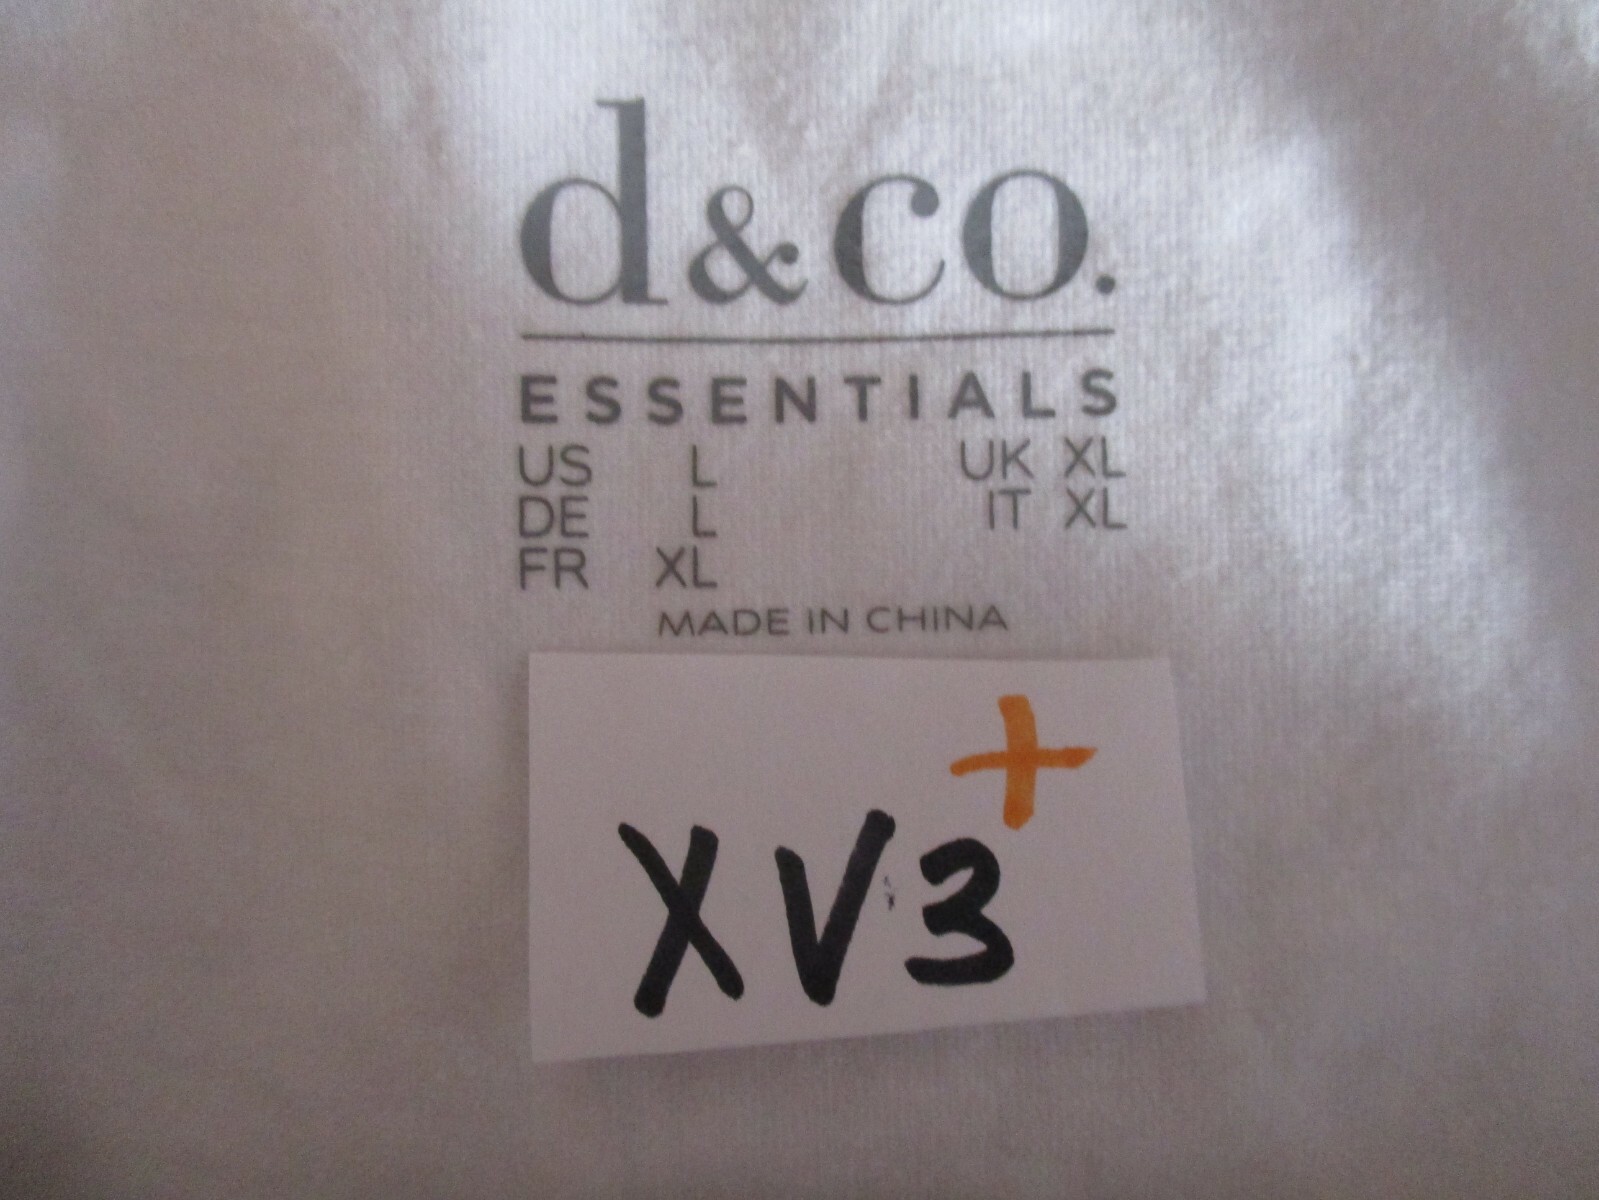 d&co.
ESSENTIALS
US L UK XL
DE L IT XL
FR XL
MADE IN CHINA
+
XV3